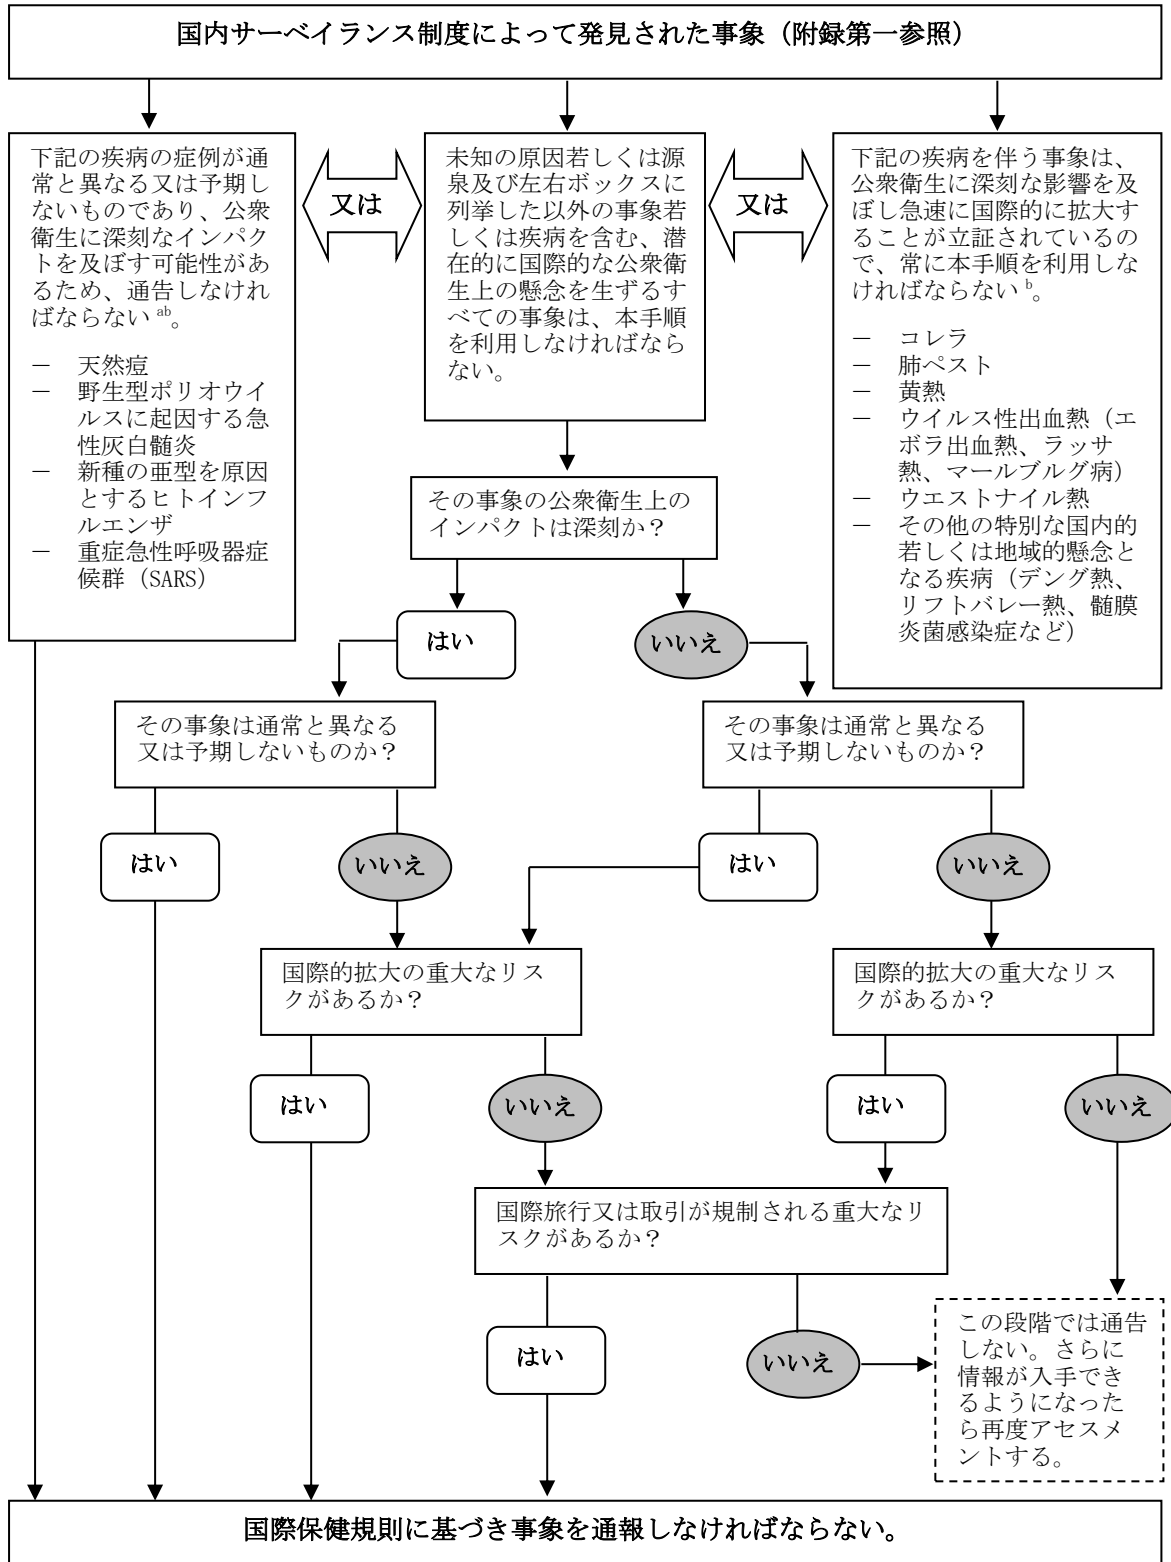 国内サーベイランス制度によって発見された事象（附録第一参照）
下記の疾病の症例が通
常と異なる又は予期し
ないものであり、公衆
衛生に深刻なインパク
トを及ぼす可能性があ
るため、通告しなけれ
ばならない ab。
－ 天然痘
－ 野生型ポリオウイ
ルスに起因する急
性灰白髄炎
－ 新種の亜型を原因
とするヒトインフ
ルエンザ
－ 重症急性呼吸器症
候群（SARS）
又は
未知の原因若しくは源
泉及び左右ボックスに
列挙した以外の事象若
しくは疾病を含む、潜
在的に国際的な公衆衛
生上の懸念を生ずるす
べての事象は、本手順
を利用しなければなら
ない。
又は
下記の疾病を伴う事象は、
公衆衛生に深刻な影響を及
ぼし急速に国際的に拡大す
ることが立証されているの
で、常に本手順を利用しな
ければならない b。
－ コレラ
－ 肺ペスト
－ 黄熱
－ ウイルス性出血熱（エ
ボラ出血熱、ラッサ
熱、マールブルグ病）
－ ウエストナイル熱
－ その他の特別な国内的
若しくは地域的懸念と
なる疾病（デング熱、
リフトバレー熱、髄膜
炎菌感染症など）
その事象の公衆衛生上の
インパクトは深刻か？
はい
いいえ
その事象は通常と異なる
又は予期しないものか？
その事象は通常と異なる
又は予期しないものか？
はい
いいえ
はい
いいえ
国際的拡大の重大なリス
クがあるか？
国際的拡大の重大なリス
クがあるか？
はい
いいえ
はい
いいえ
国際旅行又は取引が規制される重大なリ
スクがあるか？
はい
いいえ
この段階では通告
しない。さらに
情報が入手でき
るようになった
ら再度アセスメ
ントする。
国際保健規則に基づき事象を通報しなければならない。